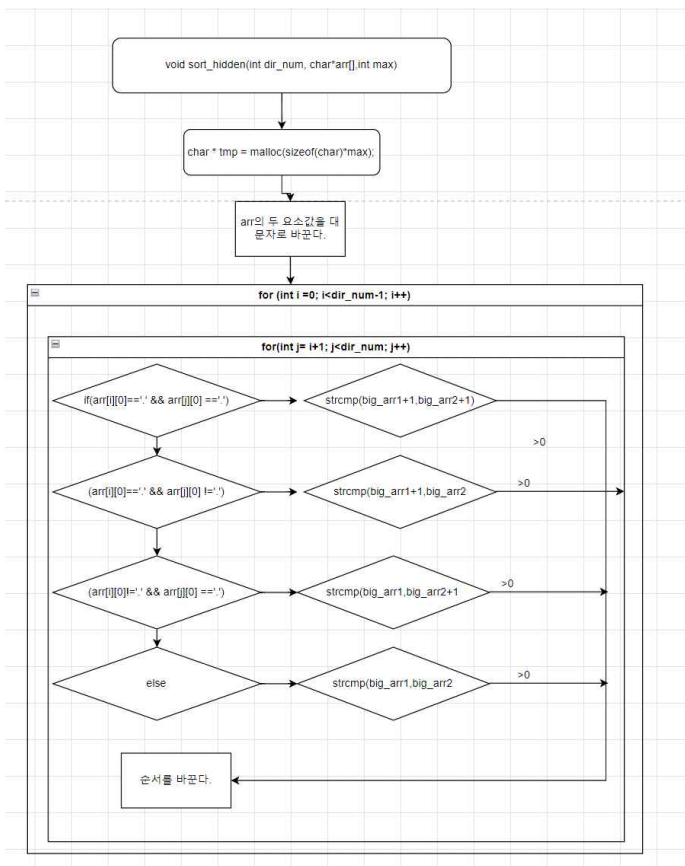 void sort_hidden(int dir_num, char*arr[],int max)
char * tmp = malloc(sizeof(char)*max);
arr의 두 요소값을 대
문자로 바꾼다.
for (int i =0; i<dir_num-1; i++)
for(int j= i+1; j<dir_num; j++)
if(arr[i][0]=='.' && arr[j][0] =='.')
strcmp(big_arr1+1,big_arr2+1)
>0
(arr[i][0]=='.' && arr[j][0] !='.')
strcmp(big_arr1+1,big_arr2
>0
(arr[i][0]!='.' && arr[j][0] =='.')
strcmp(big_arr1,big_arr2+1
>0
else
strcmp(big_arr1,big_arr2
>0
순서를 바꾼다.